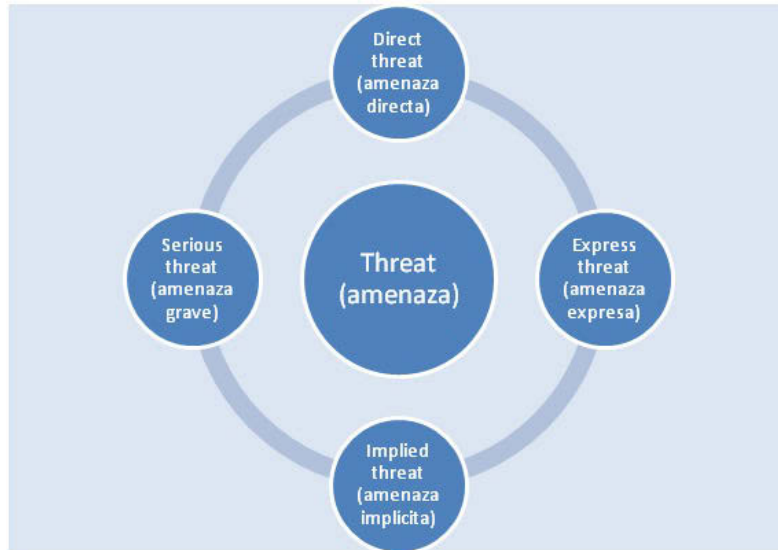 Direct
threat
(amenaza
directa)
Serious
threat
(amenaza
grave)
Threat
(amenaza)
Express
threat
(amenaza
expresa)
Implied
threat
(amenaza
implicita)